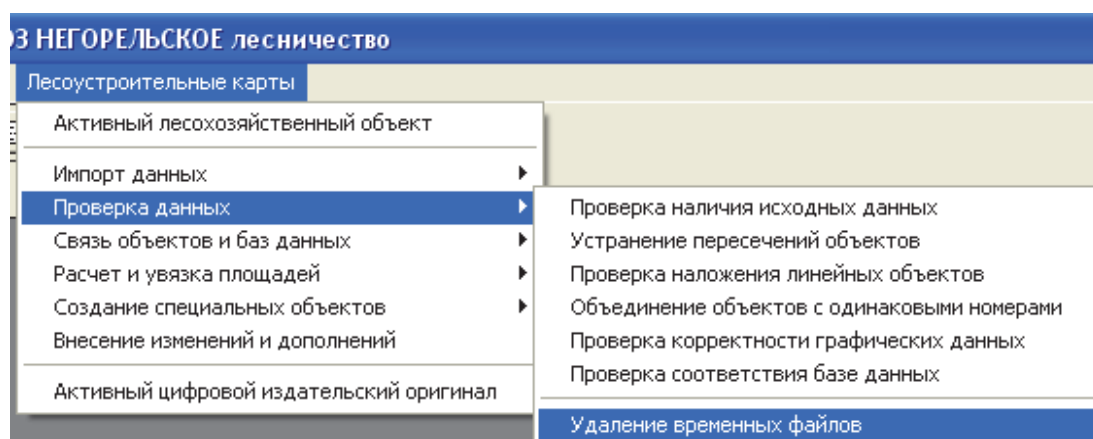 ОЗ НЕГОРЕЛЬСКОЕ лесничество
Лесоустроительные карты
Активный лесохозяйственный объект
Импорт данных
Проверка данных
Связь объектов и баз данных
Расчет и увязка площадей
Создание специальных объектов
Внесение изменений и дополнений
Активный цифровой издательский оригинал
Проверка наличия исходных данных
Устранение пересечений объектов
Проверка наложения линейных объектов
Объединение объектов с одинаковыми номерами
Проверка корректности графических данных
Проверка соответствия базе данных
Удаление временных файлов